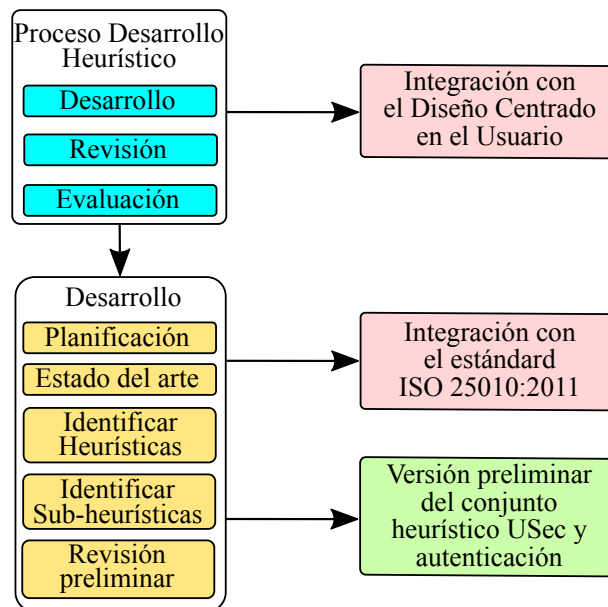 Proceso Desarrollo
Heurístico
Desarrollo
Revisión
Evaluación
Integración con
el Diseño Centrado
en el Usuario
Desarrollo
Planificación
Estado del arte
Identificar
Heurísticas
Identificar
Sub-heurísticas
Revisión
preliminar
Integración con
el estándard
ISO 25010:2011
Versión preliminar
del conjunto
heurístico USec y
autenticación